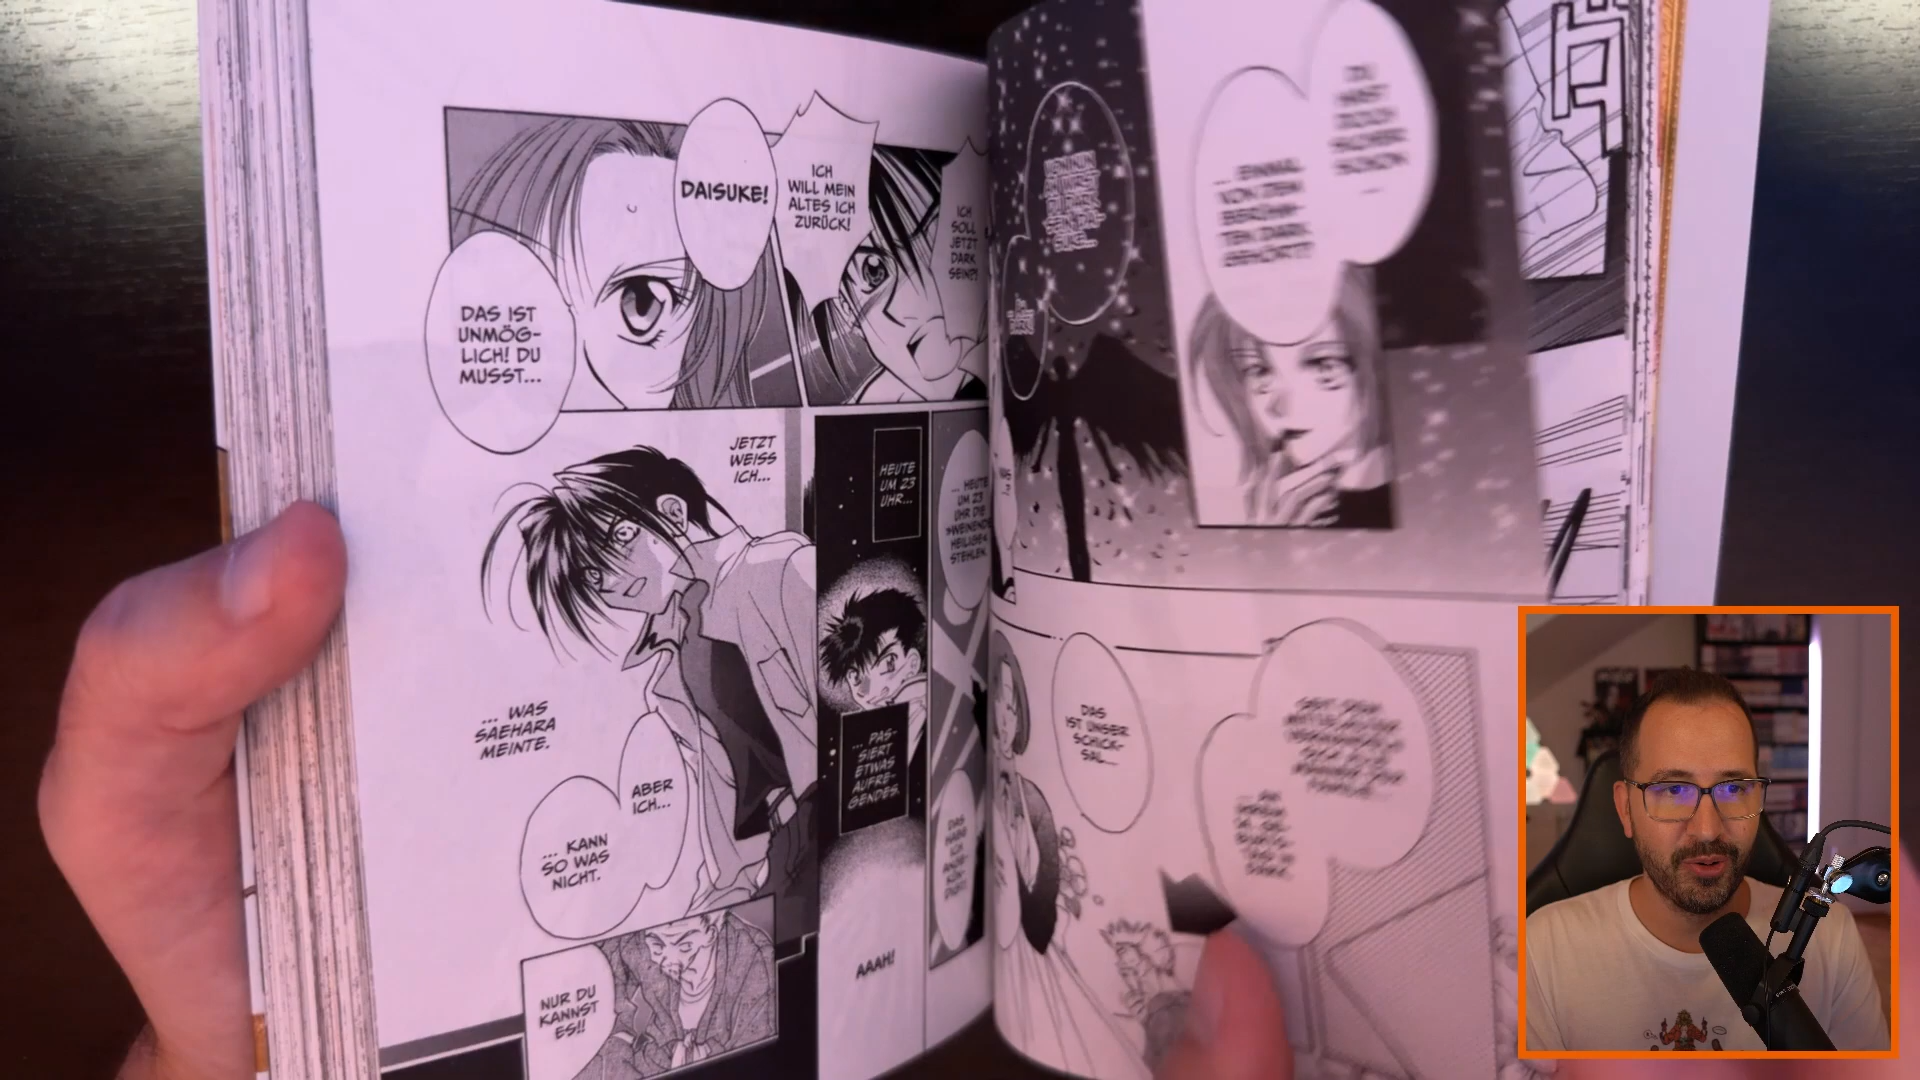 DAISUKE!
ICH
WILL MEIN
ALTES ICH
ZURÜCK!
ICH
SOLL
JETZT
DARK
SEIN?!
DAS IST
UNMÖG-
LICH! DU
MUSST...
JETZT
WEISS
ICH...
... WAS
SAEHARA
MEINTE.
HEUTE
UM 23
UHR...
... HEUTE
UM 23
UHR DIE
»WEINENDE
HEILIGE«
STEHLEN.
... PAS-
SIERT
ETWAS
AUFRE-
GENDES.
ABER
ICH...
... KANN
SO WAS
NICHT.
DAS
HABE
ICH
AAAH!
NUR DU
KANNST
ES!!
DU
HAST
DOCH
SICHER
SCHON
...
... EINMAL
VON DEM
BERÜHM-
TEN DARK
GEHÖRT?
DAS
IST UNSER
SCHICK-
SAL...